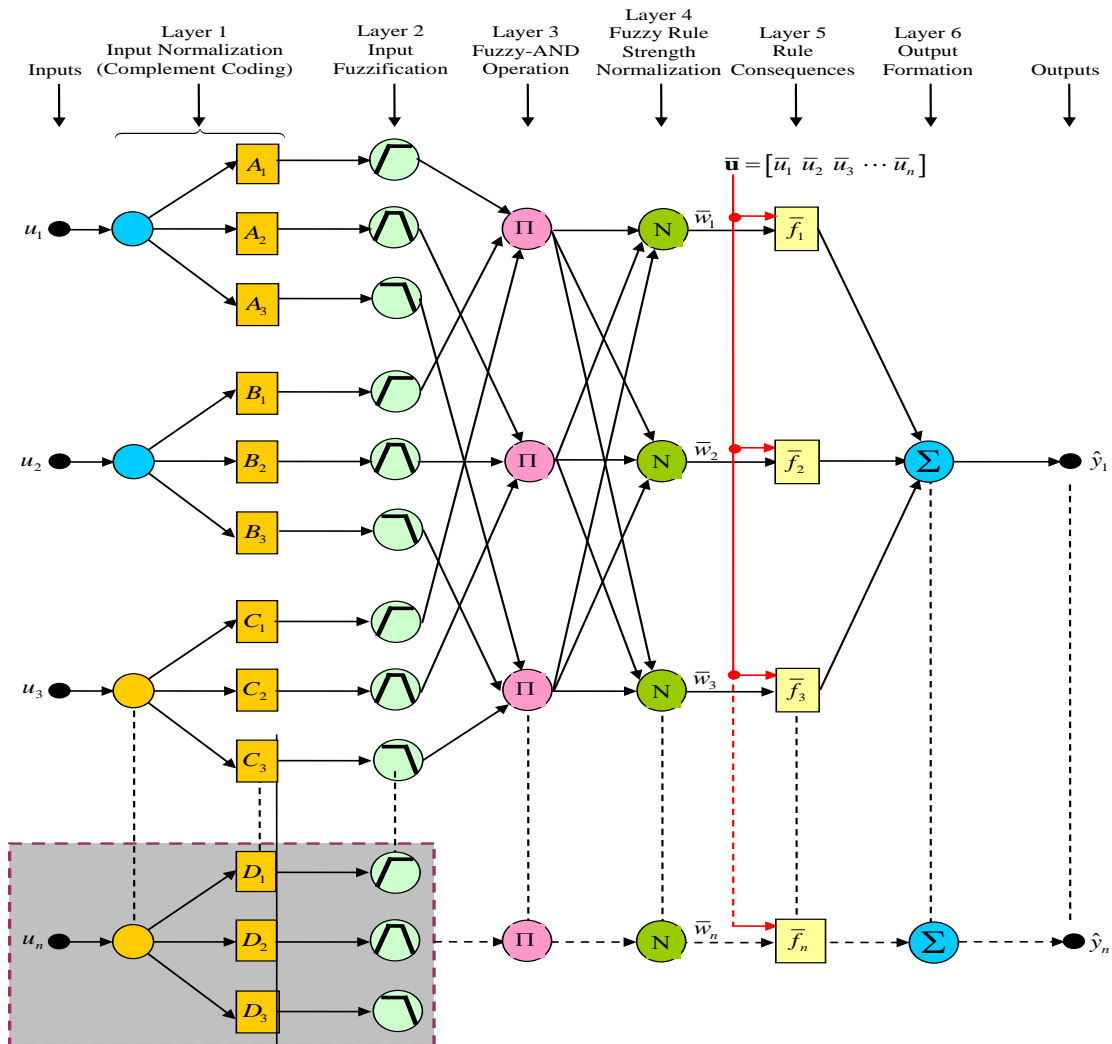 Layer 1
Input Normalization
(Complement Coding)
Layer 2
Input
Fuzzification
Layer 3
Fuzzy-AND
Operation
Layer 4
Fuzzy Rule
Strength
Normalization
Layer 5
Rule
Consequences
Layer 6
Output
Formation
Inputs
Outputs
ū = [ū₁ ū₂ ū₃ ⋯ ūₙ]
A₁
u₁
A₂
Π
N
w̄₁
f̄₁
A₃
B₁
u₂
B₂
Π
N
w̄₂
f̄₂
Σ
ŷ₁
B₃
C₁
u₃
C₂
Π
N
w̄₃
f̄₃
C₃
D₁
uₙ
D₂
Π
N
w̄ₙ
f̄ₙ
Σ
ŷₙ
D₃